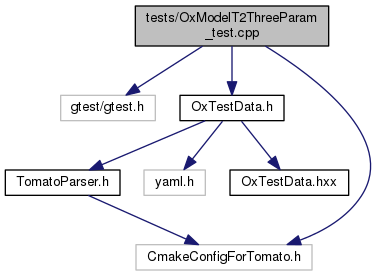 tests/OxModelT2ThreeParam
_test.cpp
gtest/gtest.h
OxTestData.h
TomatoParser.h
yaml.h
OxTestData.hxx
CmakeConfigForTomato.h